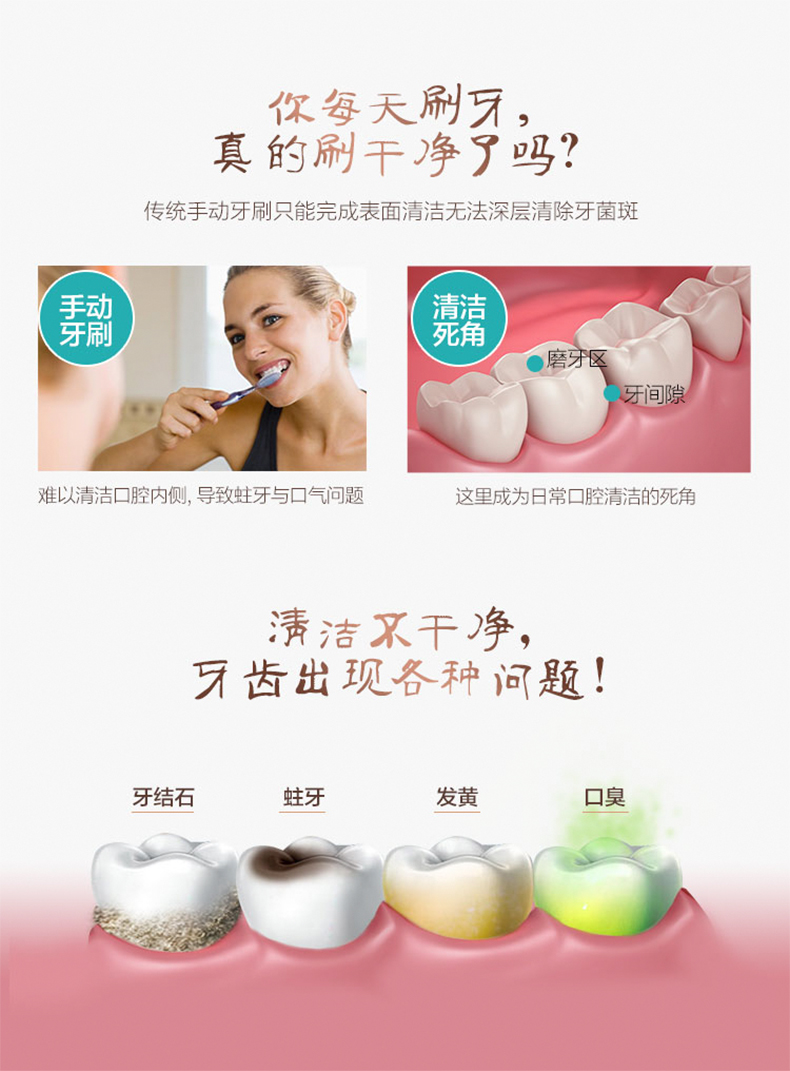 你每天刷牙，
真的刷干净了吗？
传统手动牙刷只能完成表面清洁无法深层清除牙菌斑
手动
牙刷
清洁
死角
磨牙区
牙间隙
难以清洁口腔内侧，导致蛀牙与口气问题
这里成为日常口腔清洁的死角
清洁不干净，
牙齿出现各种问题！
牙结石
蛀牙
发黄
口臭